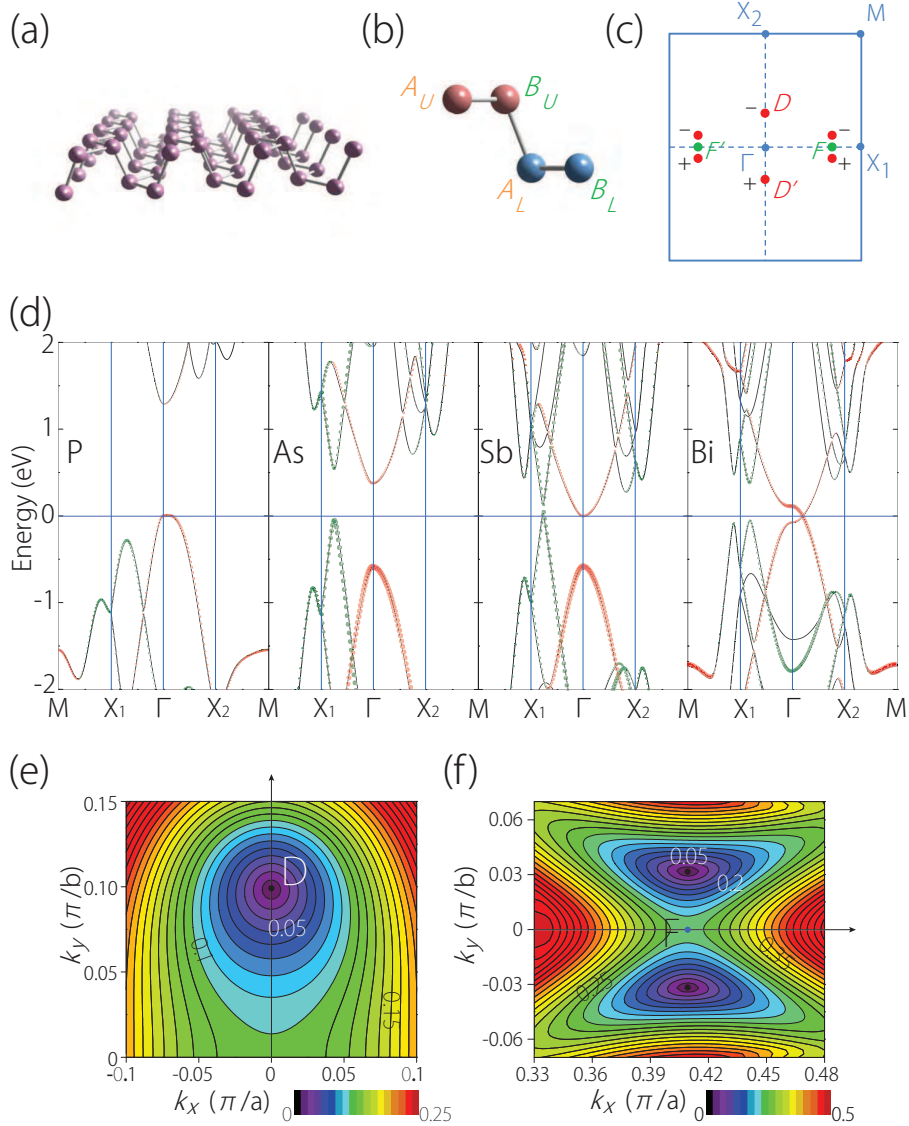 (a)
(b)
A_U
B_U
A_L
B_L
(c)
X_2
M
D
−
−
F'
+
Γ
−
F
+
X_1
+
D'
(d)
Energy (eV)
2
1
0
-1
-2
P
As
Sb
Bi
M X_1 Γ X_2 M X_1 Γ X_2 M X_1 Γ X_2 M X_1 Γ X_2 M
(e)
k_y (π/b)
0.15
0.10
0.05
0
D
0.05
0.1
0.15
-0.1 -0.05 0 0.05 0.1
k_x (π/a)
0 0.25
(f)
k_y (π/b)
0.06
0.03
0
-0.03
-0.06
0.05
0.2
0.33 0.36 0.39 0.42 0.45 0.48
k_x (π/a)
0 0.5